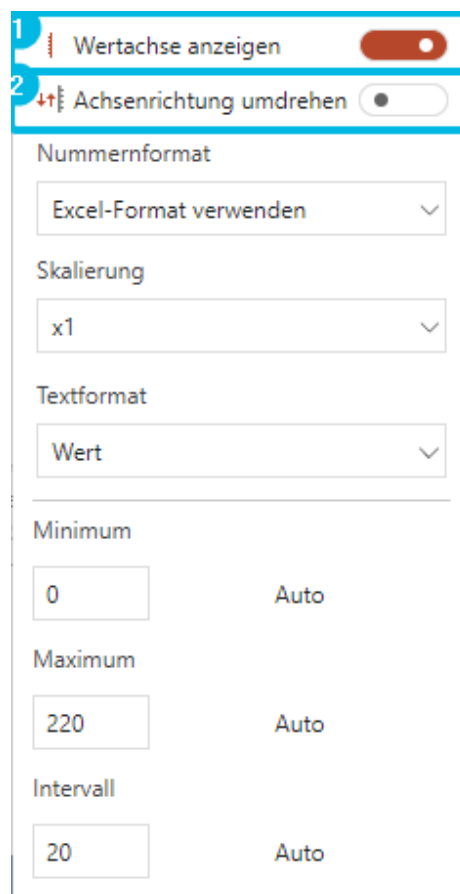 1
Wertachse anzeigen
2
Achsenrichtung umdrehen
Nummernformat
Excel-Format verwenden
Skalierung
x1
Textformat
Wert
Minimum
0 Auto
Maximum
220 Auto
Intervall
20 Auto